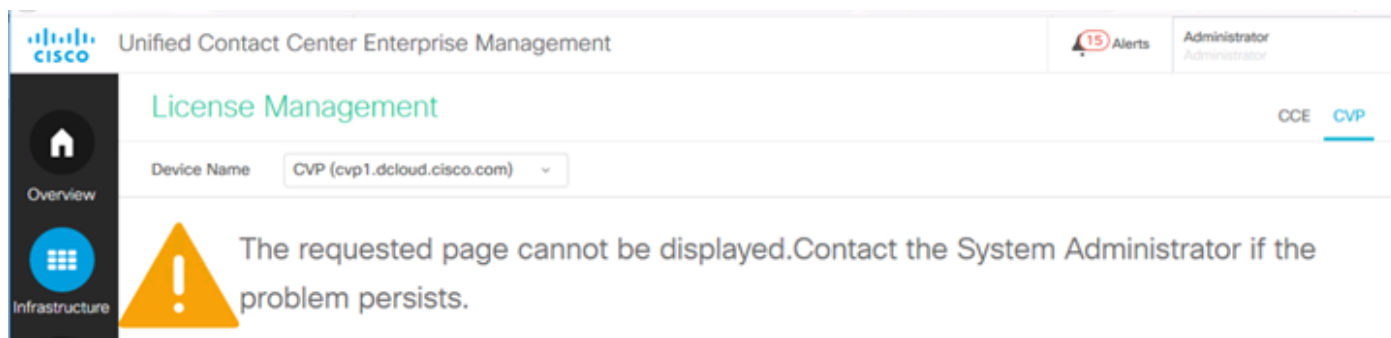 CISCO
Unified Contact Center Enterprise Management
15 Alerts
Administrator
Administrator
License Management
CCE CVP
Device Name CVP (cvp1.dcloud.cisco.com)
Overview
Infrastructure
The requested page cannot be displayed.Contact the System Administrator if the
problem persists.